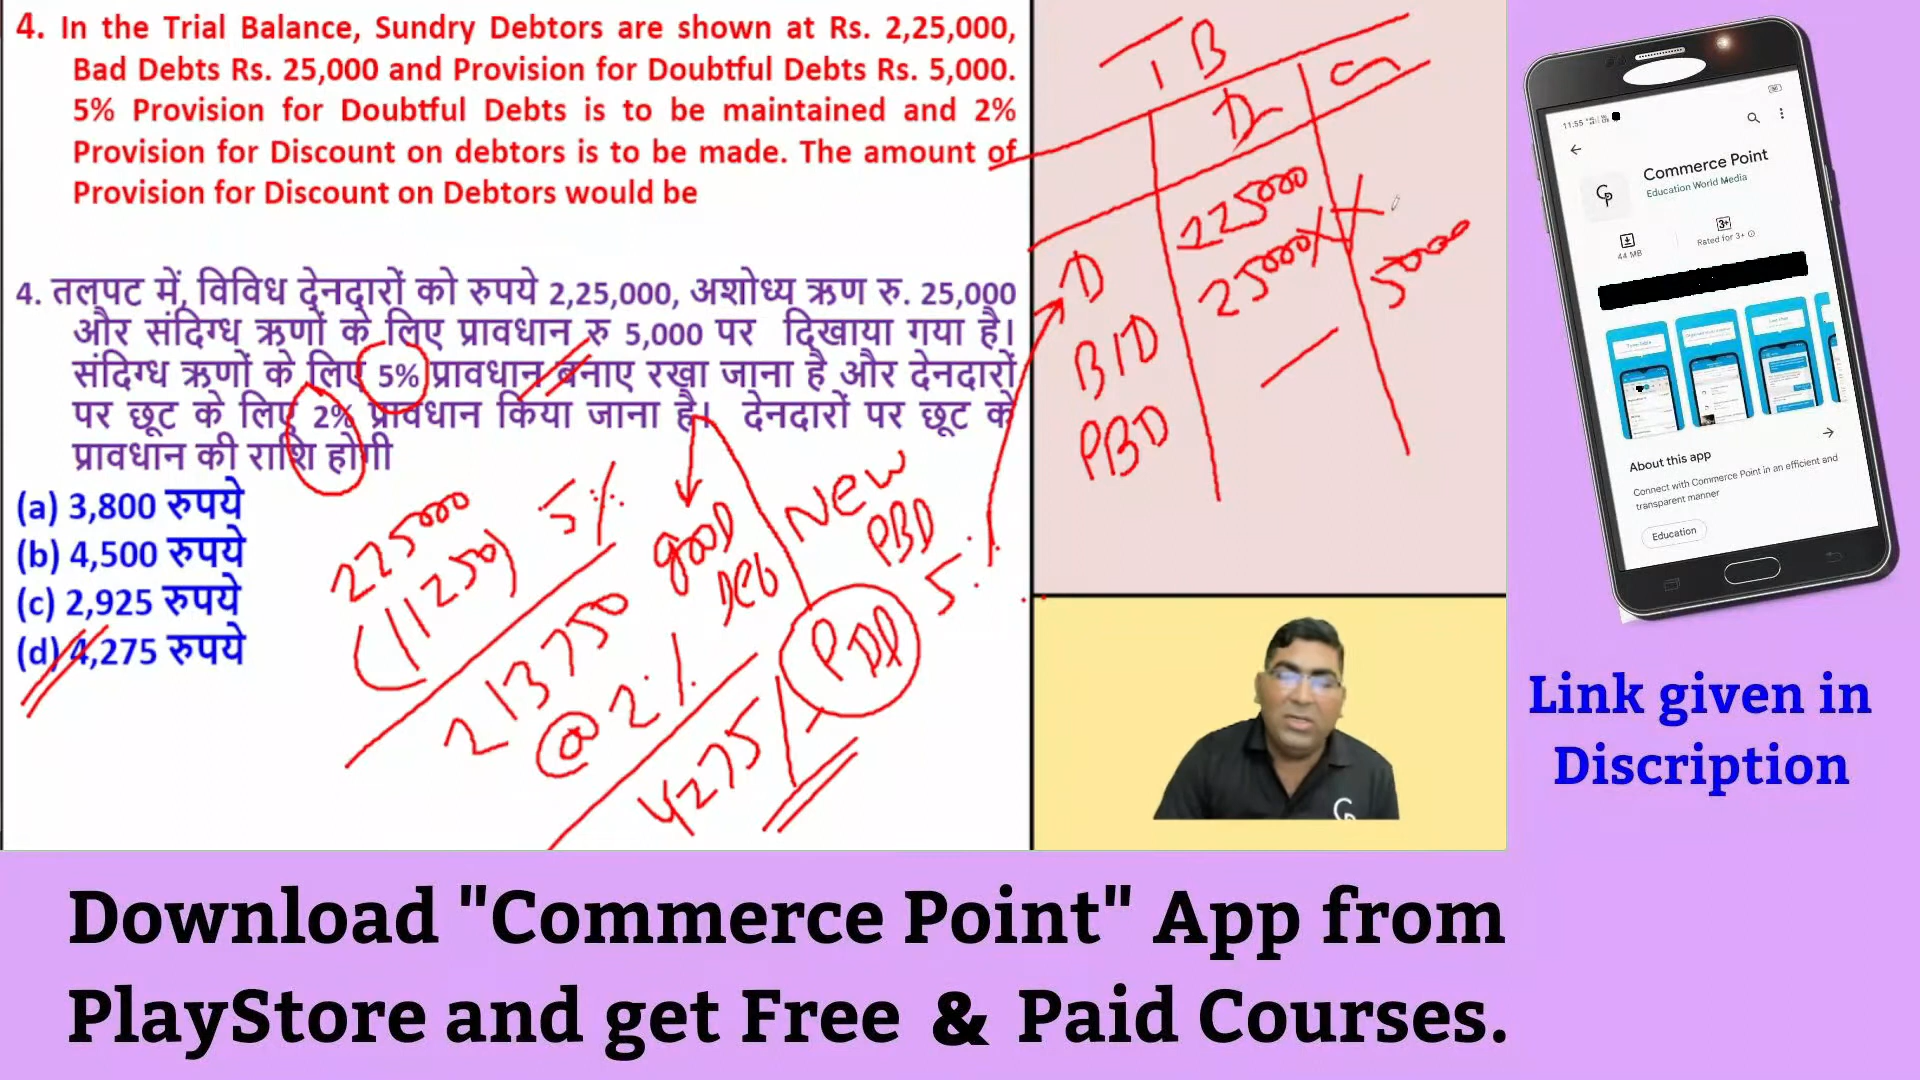 4. In the Trial Balance, Sundry Debtors are shown at Rs. 2,25,000,
Bad Debts Rs. 25,000 and Provision for Doubtful Debts Rs. 5,000.
5% Provision for Doubtful Debts is to be maintained and 2%
Provision for Discount on debtors is to be made. The amount of
Provision for Discount on Debtors would be
4. तलपट में, विविध देनदारों को रुपये 2,25,000, अशोध्य ऋण रु. 25,000
और संदिग्ध ऋणों के लिए प्रावधान रु 5,000 पर दिखाया गया है।
संदिग्ध ऋणों के लिए 5% प्रावधान बनाए रखा जाना है और देनदारों
पर छूट के लिए 2% प्रावधान किया जाना है। देनदारों पर छूट के
प्रावधान की राशि होगी
(a) 3,800 रुपये
(b) 4,500 रुपये
(c) 2,925 रुपये
(d) 4,275 रुपये
225000
(11250) 5%
213750
@ 2%
4275
good
Deb
New
PBD
5%
PDD
TB
Dr Cr
D 225000
B/D 25000
PBD 5000
11:55
Commerce Point
Education World Media
44 MB
3+
Rated for 3+
About this app
Connect with Commerce Point in an efficient and
transparent manner
Education
Link given in
Discription
Download "Commerce Point" App from
PlayStore and get Free & Paid Courses.